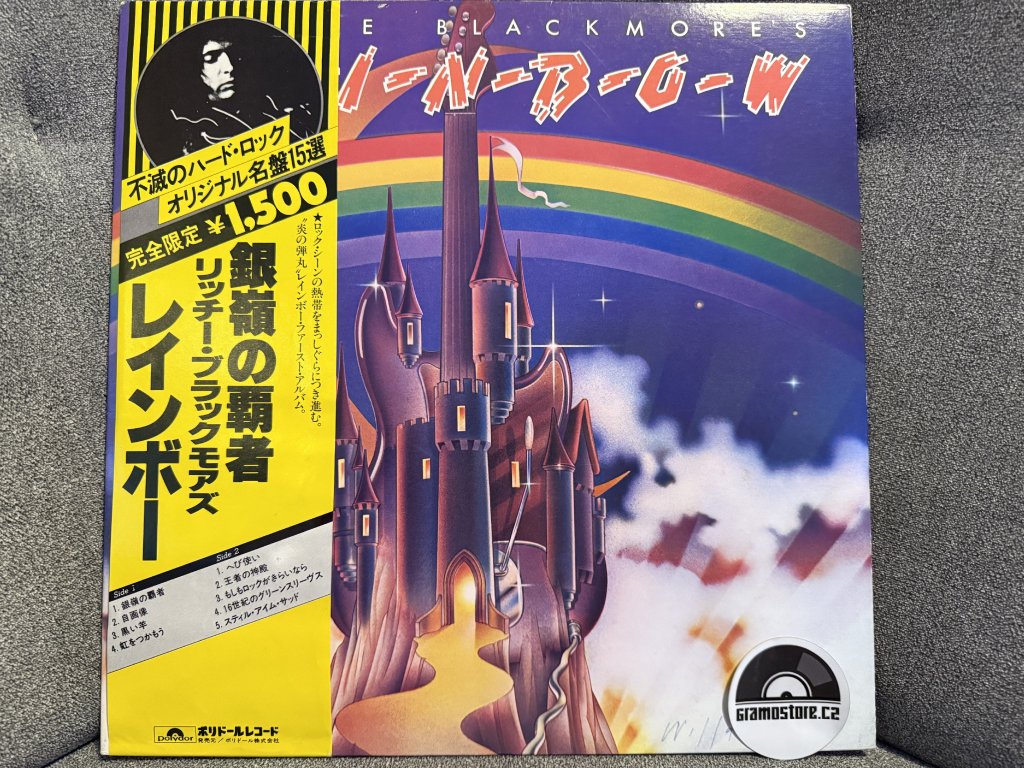 E BLACKMORE'S
I-N-B-O-W
不滅のハード・ロック
オリジナル名盤15選
完全限定 ¥1,500
★ロック・シーンの熱帯をまっしぐらにつき進む。
“炎の弾丸”レインボー・ファースト・アルバム。
銀嶺の覇者
リッチー・ブラックモアズ
レインボー
Side 1
1. 銀嶺の覇者
2. 自画像
3. 黒い羊
4. 虹をつかもう
Side 2
1. へび使い
2. 王者の神殿
3. もしもロックがきらいなら
4. 16世紀のグリーンスリーヴス
5. スティル・アイム・サッド
polydor
ポリドールレコード
発売元/ポリドール株式会社
Gramostore.cz